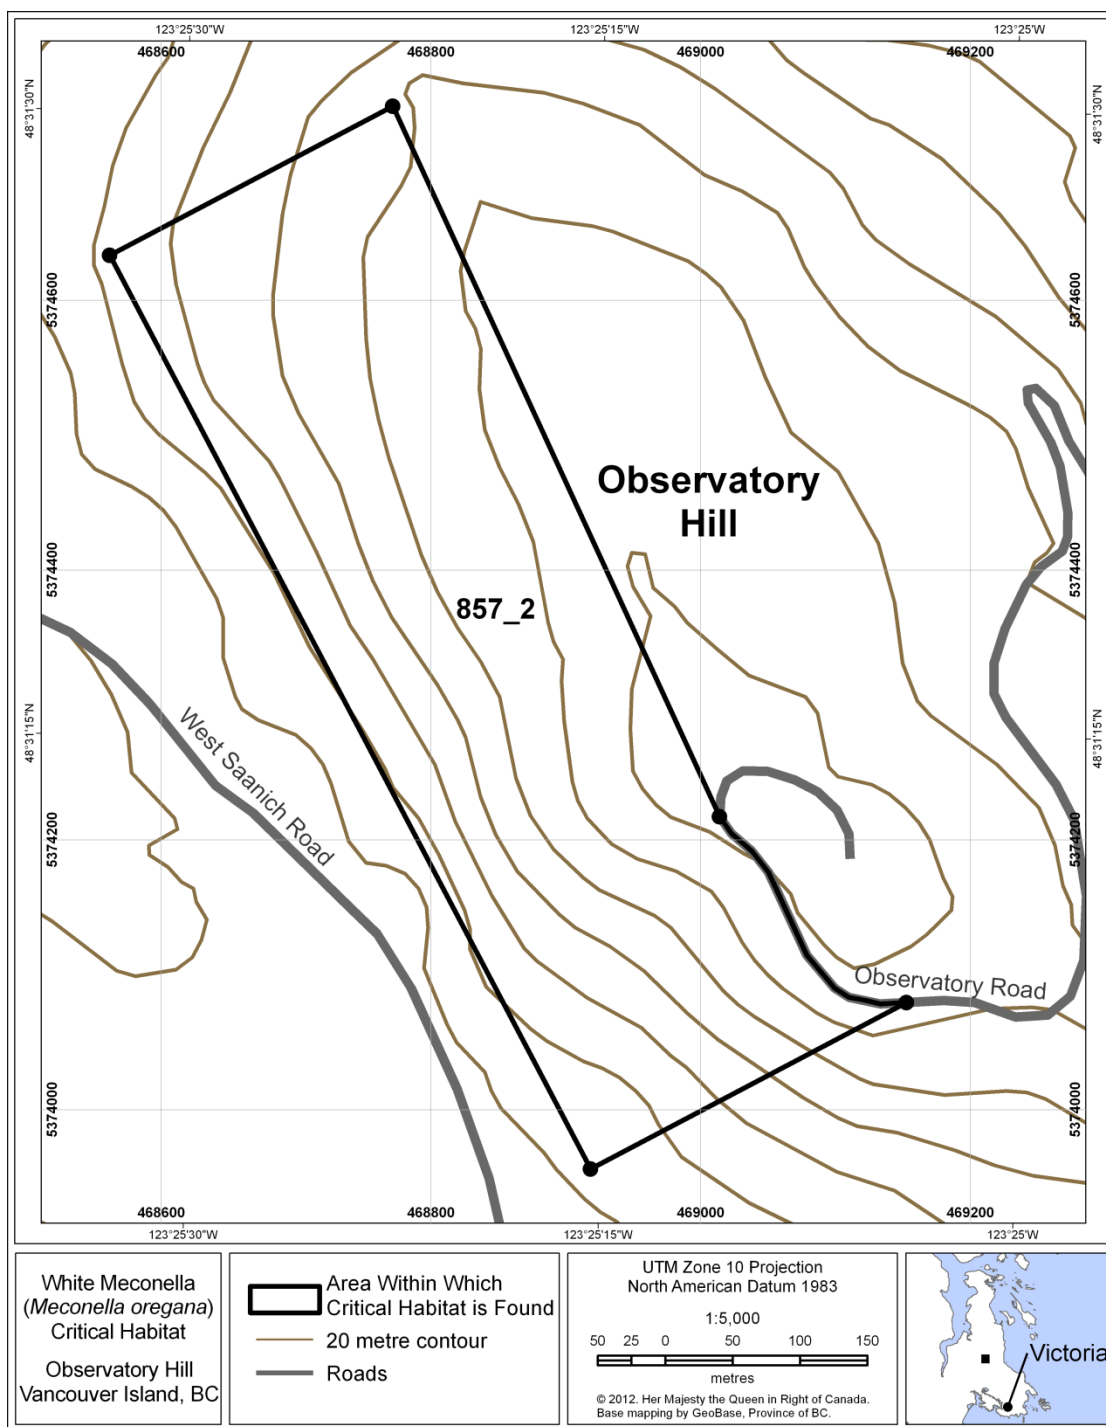 123°25'30"W
123°25'15"W
123°25"W
468600
468800
469000
469200
48°31'30"N
48°31'30"N
5374600
5374600
Observatory
Hill
5374400
5374400
857_2
48°31'15"N
48°31'15"N
West Saanich Road
5374200
5374200
Observatory Road
5374000
5374000
468600
468800
469000
469200
123°25'30"W
123°25'15"W
123°25"W
White Meconella
(Meconella oregana)
Critical Habitat
Observatory Hill
Vancouver Island, BC
Area Within Which
Critical Habitat is Found
20 metre contour
Roads
UTM Zone 10 Projection
North American Datum 1983
1:5,000
50 25 0 50 100 150
metres
© 2012. Her Majesty the Queen in Right of Canada.
Base mapping by GeoBase, Province of BC.
Victoria